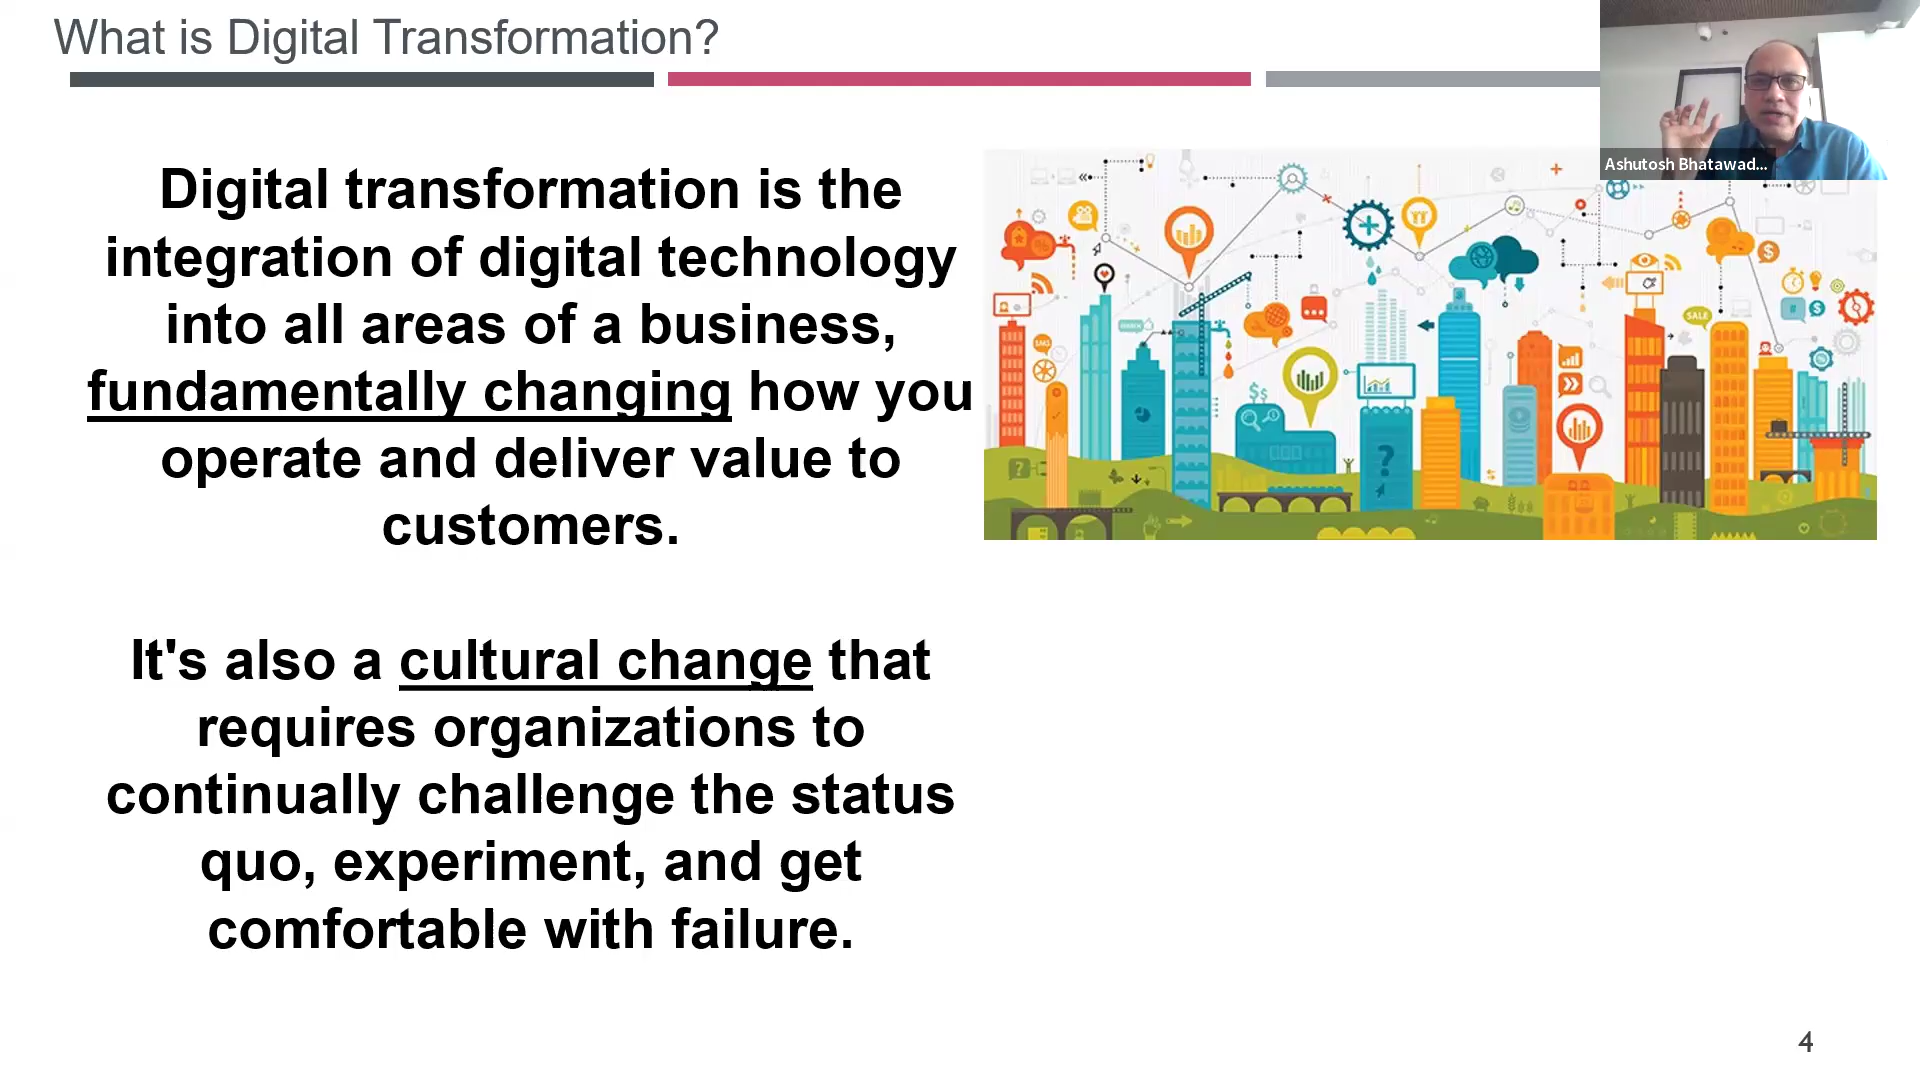 What is Digital Transformation?
Ashutosh Bhatawad...
Digital transformation is the
integration of digital technology
into all areas of a business,
fundamentally changing how you
operate and deliver value to
customers.
It's also a cultural change that
requires organizations to
continually challenge the status
quo, experiment, and get
comfortable with failure.
SALE
4